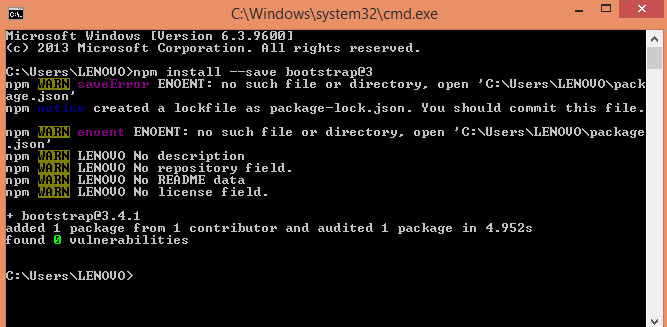 C:\Windows\system32\cmd.exe
Microsoft Windows [Version 6.3.9600]
(c) 2013 Microsoft Corporation. All rights reserved.
C:\Users\LENOVO>npm install --save bootstrap@3
npm WARN saveError ENOENT: no such file or directory, open 'C:\Users\LENOVO\pack
age.json'
npm notice created a lockfile as package-lock.json. You should commit this file.
npm WARN enoent ENOENT: no such file or directory, open 'C:\Users\LENOVO\package
.json'
npm WARN LENOVO No description
npm WARN LENOVO No repository field.
npm WARN LENOVO No README data
npm WARN LENOVO No license field.
+ bootstrap@3.4.1
added 1 package from 1 contributor and audited 1 package in 4.952s
found 0 vulnerabilities
C:\Users\LENOVO>